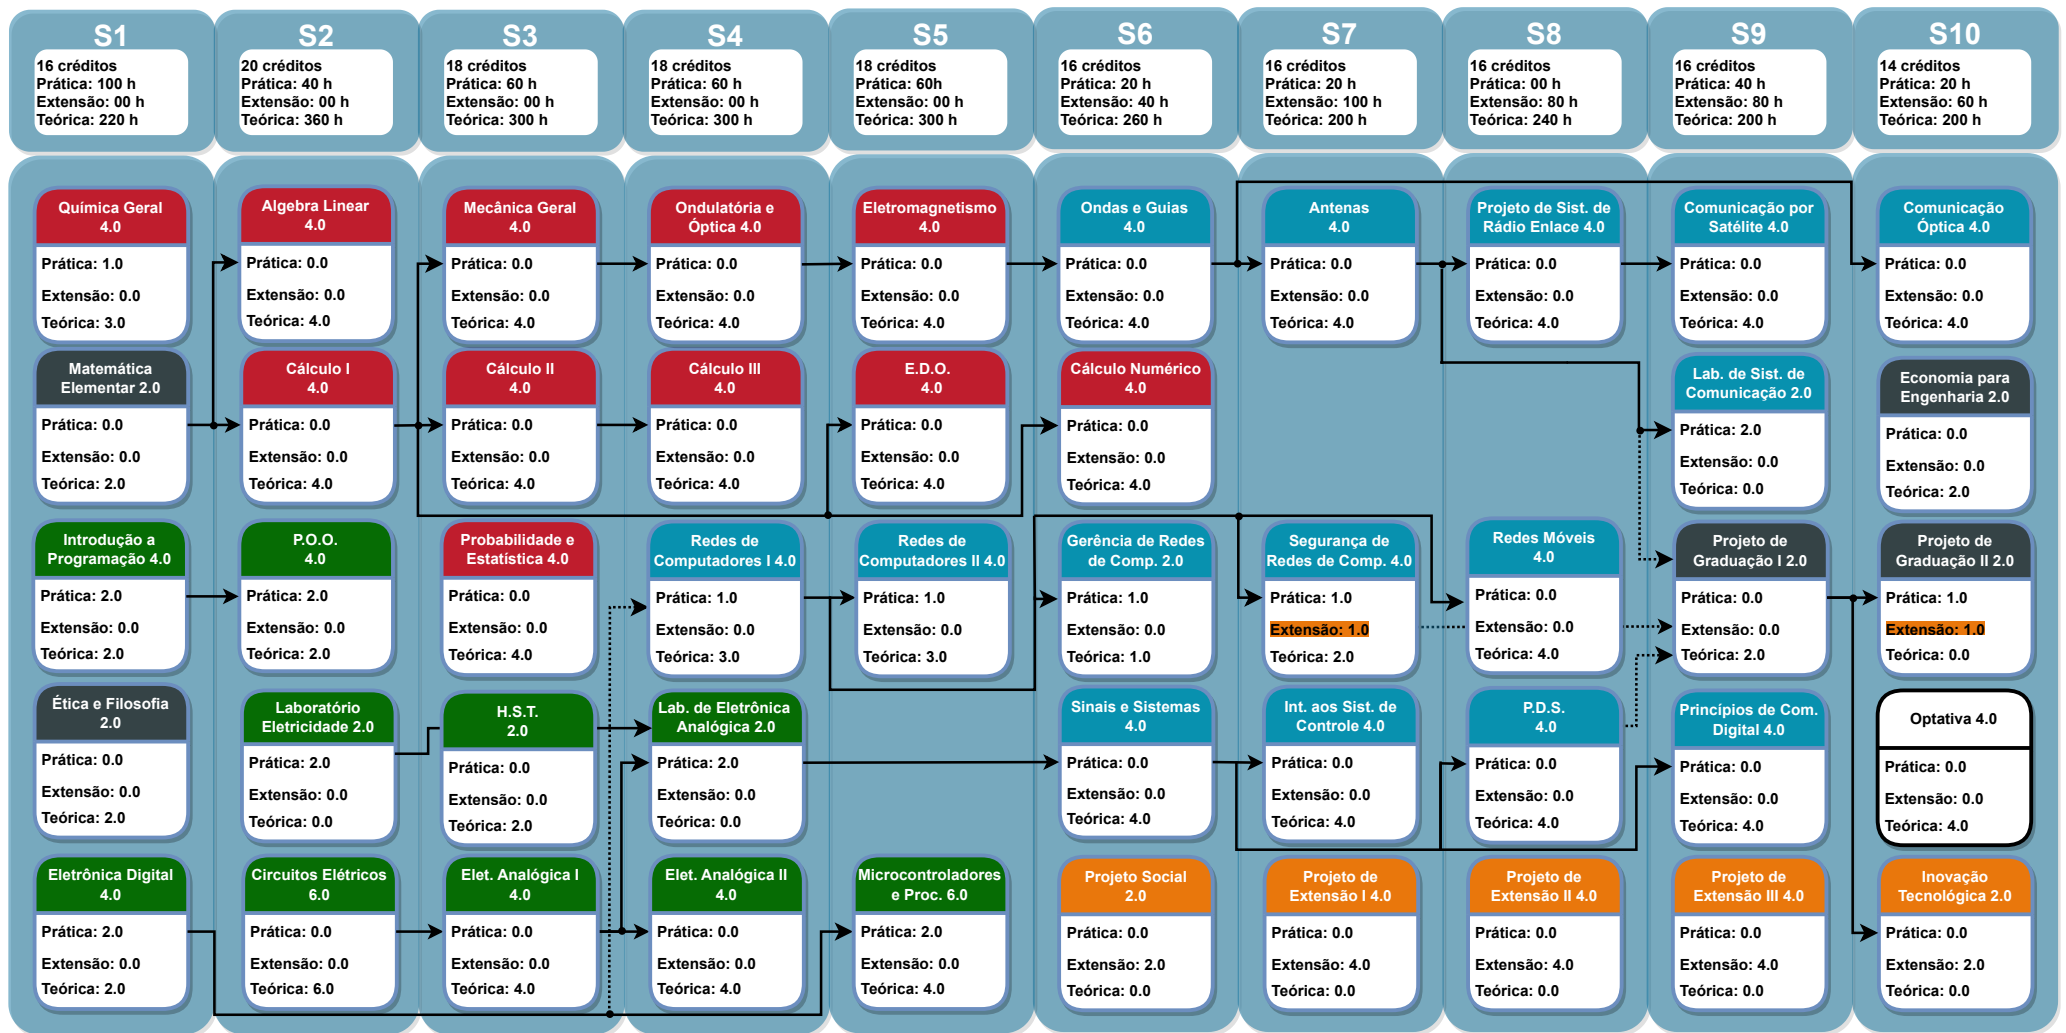 S1
16 créditos
Prática: 100 h
Extensão: 00 h
Teórica: 220 h
S2
20 créditos
Prática: 40 h
Extensão: 00 h
Teórica: 360 h
S3
18 créditos
Prática: 60 h
Extensão: 00 h
Teórica: 300 h
S4
18 créditos
Prática: 60 h
Extensão: 00 h
Teórica: 300 h
S5
18 créditos
Prática: 60h
Extensão: 00 h
Teórica: 300 h
S6
16 créditos
Prática: 20 h
Extensão: 40 h
Teórica: 260 h
S7
16 créditos
Prática: 20 h
Extensão: 100 h
Teórica: 200 h
S8
16 créditos
Prática: 00 h
Extensão: 80 h
Teórica: 240 h
S9
16 créditos
Prática: 40 h
Extensão: 80 h
Teórica: 200 h
S10
14 créditos
Prática: 20 h
Extensão: 60 h
Teórica: 200 h
Química Geral
4.0
Prática: 1.0
Extensão: 0.0
Teórica: 3.0
Matemática
Elementar 2.0
Prática: 0.0
Extensão: 0.0
Teórica: 2.0
Introdução a
Programação 4.0
Prática: 2.0
Extensão: 0.0
Teórica: 2.0
Ética e Filosofia
2.0
Prática: 0.0
Extensão: 0.0
Teórica: 2.0
Eletrônica Digital
4.0
Prática: 2.0
Extensão: 0.0
Teórica: 2.0
Algebra Linear
4.0
Prática: 0.0
Extensão: 0.0
Teórica: 4.0
Cálculo I
4.0
Prática: 0.0
Extensão: 0.0
Teórica: 4.0
P.O.O.
4.0
Prática: 2.0
Extensão: 0.0
Teórica: 2.0
Laboratório
Eletricidade 2.0
Prática: 2.0
Extensão: 0.0
Teórica: 0.0
Circuitos Elétricos
6.0
Prática: 0.0
Extensão: 0.0
Teórica: 6.0
Mecânica Geral
4.0
Prática: 0.0
Extensão: 0.0
Teórica: 4.0
Cálculo II
4.0
Prática: 0.0
Extensão: 0.0
Teórica: 4.0
Probabilidade e
Estatística 4.0
Prática: 0.0
Extensão: 0.0
Teórica: 4.0
H.S.T.
2.0
Prática: 0.0
Extensão: 0.0
Teórica: 2.0
Elet. Analógica I
4.0
Prática: 0.0
Extensão: 0.0
Teórica: 4.0
Ondulatória e
Óptica 4.0
Prática: 0.0
Extensão: 0.0
Teórica: 4.0
Cálculo III
4.0
Prática: 0.0
Extensão: 0.0
Teórica: 4.0
Redes de
Computadores I 4.0
Prática: 1.0
Extensão: 0.0
Teórica: 3.0
Lab. de Eletrônica
Analógica 2.0
Prática: 2.0
Extensão: 0.0
Teórica: 0.0
Elet. Analógica II
4.0
Prática: 0.0
Extensão: 0.0
Teórica: 4.0
Eletromagnetismo
4.0
Prática: 0.0
Extensão: 0.0
Teórica: 4.0
E.D.O.
4.0
Prática: 0.0
Extensão: 0.0
Teórica: 4.0
Redes de
Computadores II 4.0
Prática: 1.0
Extensão: 0.0
Teórica: 3.0
Microcontroladores
e Proc. 6.0
Prática: 2.0
Extensão: 0.0
Teórica: 4.0
Ondas e Guias
4.0
Prática: 0.0
Extensão: 0.0
Teórica: 4.0
Cálculo Numérico
4.0
Prática: 0.0
Extensão: 0.0
Teórica: 4.0
Gerência de Redes
de Comp. 2.0
Prática: 1.0
Extensão: 0.0
Teórica: 1.0
Sinais e Sistemas
4.0
Prática: 0.0
Extensão: 0.0
Teórica: 4.0
Projeto Social
2.0
Prática: 0.0
Extensão: 2.0
Teórica: 0.0
Antenas
4.0
Prática: 0.0
Extensão: 0.0
Teórica: 4.0
Segurança de
Redes de Comp. 4.0
Prática: 1.0
Extensão: 1.0
Teórica: 2.0
Int. aos Sist. de
Controle 4.0
Prática: 0.0
Extensão: 0.0
Teórica: 4.0
Projeto de
Extensão I 4.0
Prática: 0.0
Extensão: 4.0
Teórica: 0.0
Projeto de Sist. de
Rádio Enlace 4.0
Prática: 0.0
Extensão: 0.0
Teórica: 4.0
Redes Móveis
4.0
Prática: 0.0
Extensão: 0.0
Teórica: 4.0
P.D.S.
4.0
Prática: 0.0
Extensão: 0.0
Teórica: 4.0
Projeto de
Extensão II 4.0
Prática: 0.0
Extensão: 4.0
Teórica: 0.0
Comunicação por
Satélite 4.0
Prática: 0.0
Extensão: 0.0
Teórica: 4.0
Lab. de Sist. de
Comunicação 2.0
Prática: 2.0
Extensão: 0.0
Teórica: 0.0
Projeto de
Graduação I 2.0
Prática: 0.0
Extensão: 0.0
Teórica: 2.0
Princípios de Com.
Digital 4.0
Prática: 0.0
Extensão: 0.0
Teórica: 4.0
Projeto de
Extensão III 4.0
Prática: 0.0
Extensão: 4.0
Teórica: 0.0
Comunicação
Óptica 4.0
Prática: 0.0
Extensão: 0.0
Teórica: 4.0
Economia para
Engenharia 2.0
Prática: 0.0
Extensão: 0.0
Teórica: 2.0
Projeto de
Graduação II 2.0
Prática: 1.0
Extensão: 1.0
Teórica: 0.0
Optativa 4.0
Prática: 0.0
Extensão: 0.0
Teórica: 4.0
Inovação
Tecnológica 2.0
Prática: 0.0
Extensão: 2.0
Teórica: 0.0